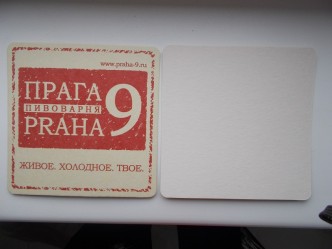 www.praha-9.ru
ПРАГА
ПИВОВАРНЯ 9
PRAHA
ЖИВОЕ. ХОЛОДНОЕ. ТВОЕ.